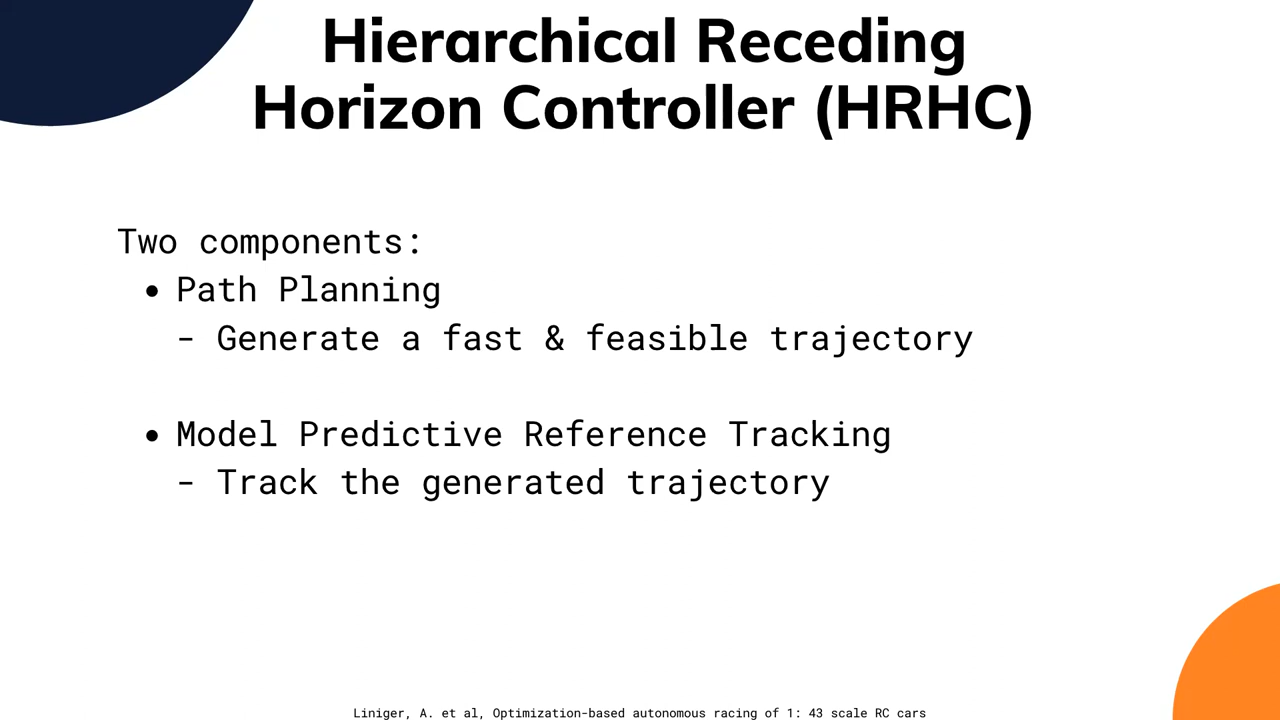 Hierarchical Receding
Horizon Controller (HRHC)
Two components:
• Path Planning
- Generate a fast & feasible trajectory
• Model Predictive Reference Tracking
- Track the generated trajectory
Liniger, A. et al, Optimization-based autonomous racing of 1: 43 scale RC cars